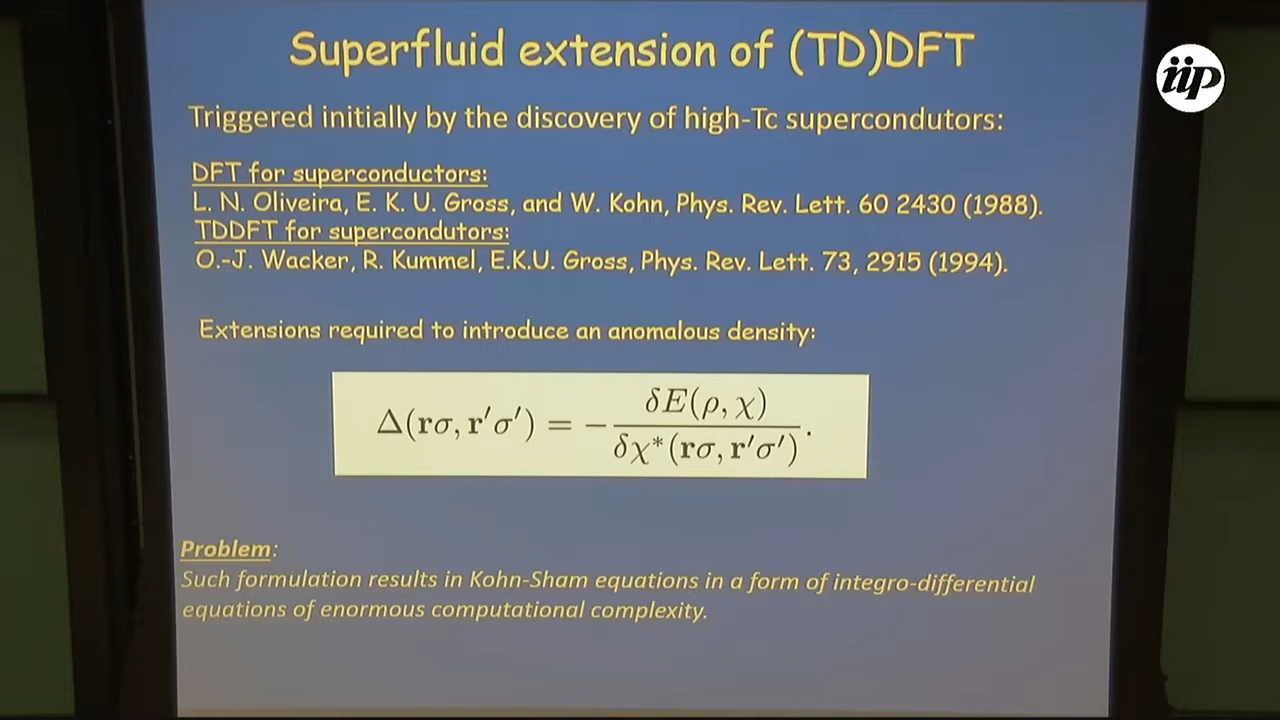 Superfluid extension of (TD)DFT
iip
Triggered initially by the discovery of high-Tc supercondutors:
DFT for superconductors:
L. N. Oliveira, E. K. U. Gross, and W. Kohn, Phys. Rev. Lett. 60 2430 (1988).
TDDFT for supercondutors:
O.-J. Wacker, R. Kummel, E.K.U. Gross, Phys. Rev. Lett. 73, 2915 (1994).
Extensions required to introduce an anomalous density:
Δ(rσ, r′σ′) = − δE(ρ, χ) / δχ*(rσ, r′σ′) .
Problem:
Such formulation results in Kohn-Sham equations in a form of integro-differential
equations of enormous computational complexity.